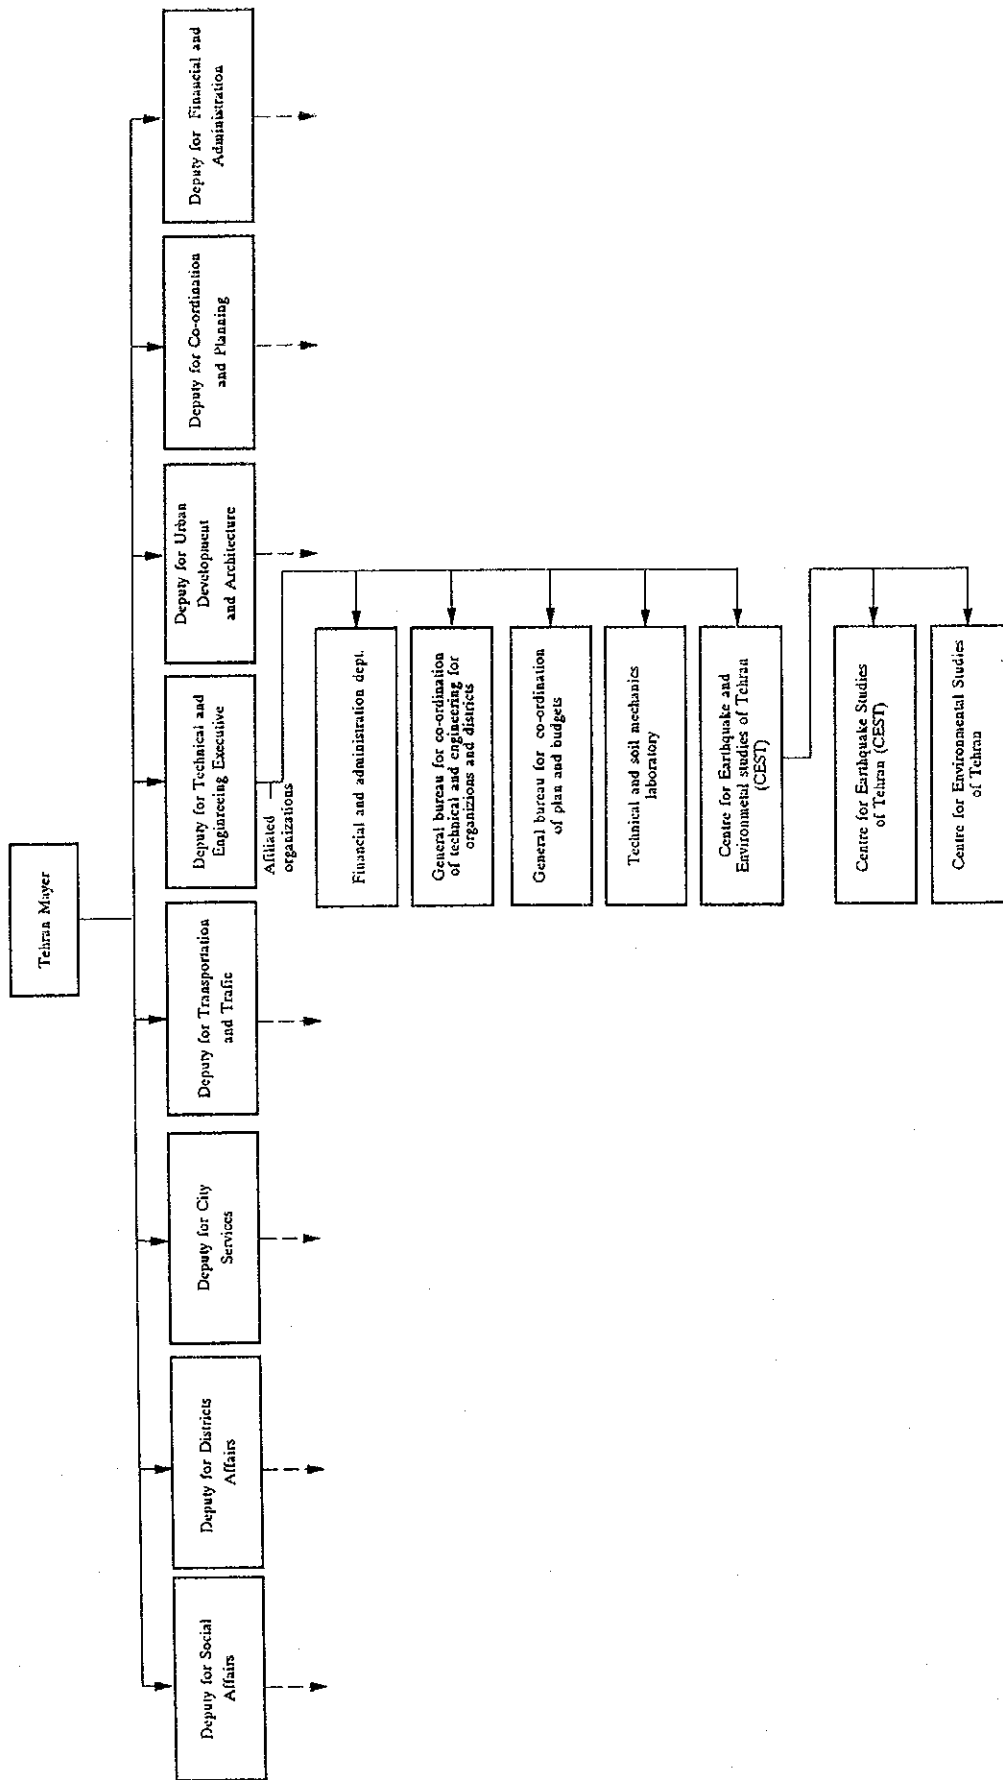 Tehran Mayer
Deputy for Social
Affairs
Deputy for Districts
Affairs
Deputy for City
Services
Deputy for Transportation
and Trafic
Deputy for Technical and
Engineering Executive
Deputy for Urban
Development
and Architecture
Deputy for Co-ordination
and Planning
Deputy for Financial and
Administration
Afiliated
organizations
Financial and administration dept.
General bureau for co-ordination
of technical and engineering for
organizions and districts
General bureau for co-ordination
of plan and budgets
Technical and soil mechanics
laboratory
Centre for Earthquake and
Environmetal studies of Tehran
(CEST)
Centre for Earthquake Studies
of Tehran (CEST)
Centre for Environmental Studies
of Tehran